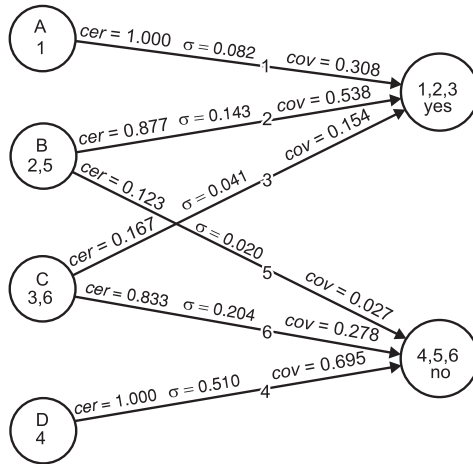 A
1
cer = 1.000 σ = 0.082 cov = 0.308
1
1,2,3
yes
B
2,5
cer = 0.877 σ = 0.143 cov = 0.538
2
cer = 0.123 σ = 0.020 cov = 0.027
5
C
3,6
cer = 0.167 σ = 0.041 cov = 0.154
3
cer = 0.833 σ = 0.204 cov = 0.278
6
4,5,6
no
D
4
cer = 1.000 σ = 0.510 cov = 0.695
4